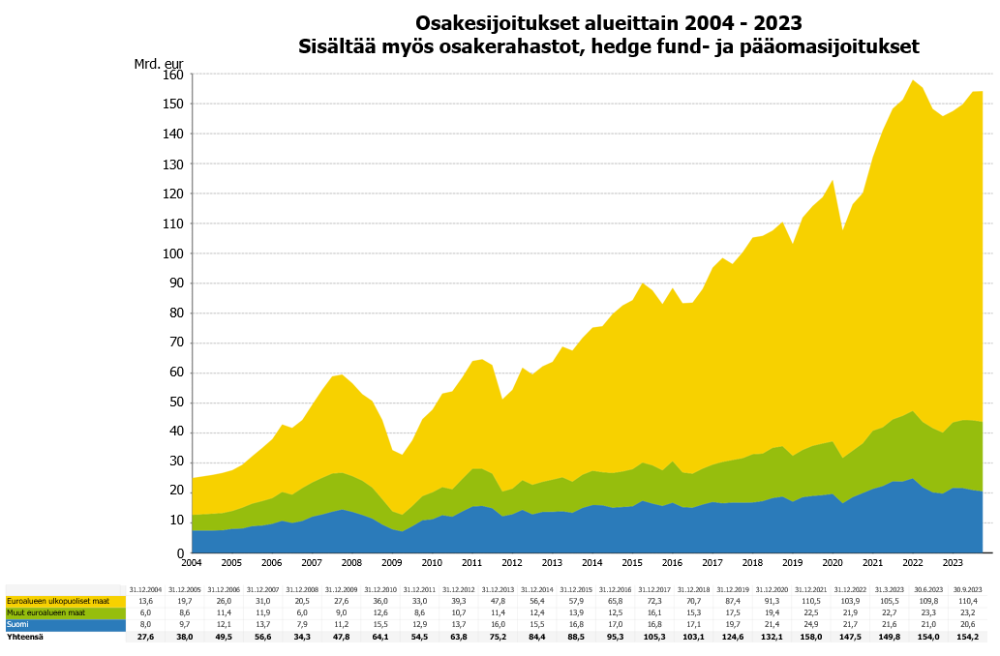 Osakesijoitukset alueittain 2004 - 2023
Sisältää myös osakerahastot, hedge fund- ja pääomasijoitukset
Mrd. eur
160
150
140
130
120
110
100
90
80
70
60
50
40
30
20
10
0
2004 2005 2006 2007 2008 2009 2010 2011 2012 2013 2014 2015 2016 2017 2018 2019 2020 2021 2022 2023
31.12.2004 31.12.2005 31.12.2006 31.12.2007 31.12.2008 31.12.2009 31.12.2010 31.12.2011 31.12.2012 31.12.2013 31.12.2014 31.12.2015 31.12.2016 31.12.2017 31.12.2018 31.12.2019 31.12.2020 31.12.2021 31.12.2022 31.3.2023 30.6.2023 30.9.2023
Euroalueen ulkopuoliset maat 13,6 19,7 26,0 31,0 20,5 27,6 36,0 33,0 39,3 47,8 56,4 57,9 65,8 72,3 70,7 87,4 91,3 110,5 103,9 105,5 109,8 110,4
Muut euroalueen maat 6,0 8,6 11,4 11,9 6,0 9,0 12,6 8,6 10,7 11,4 12,4 13,9 12,5 16,1 15,3 17,5 19,4 22,5 21,9 22,7 23,3 23,2
Suomi 8,0 9,7 12,1 13,7 7,9 11,2 15,5 12,9 13,7 16,0 15,5 16,8 17,0 16,8 17,1 19,7 21,4 24,9 21,7 21,6 21,0 20,6
Yhteensä 27,6 38,0 49,5 56,6 34,3 47,8 64,1 54,5 63,8 75,2 84,4 88,5 95,3 105,3 103,1 124,6 132,1 158,0 147,5 149,8 154,0 154,2